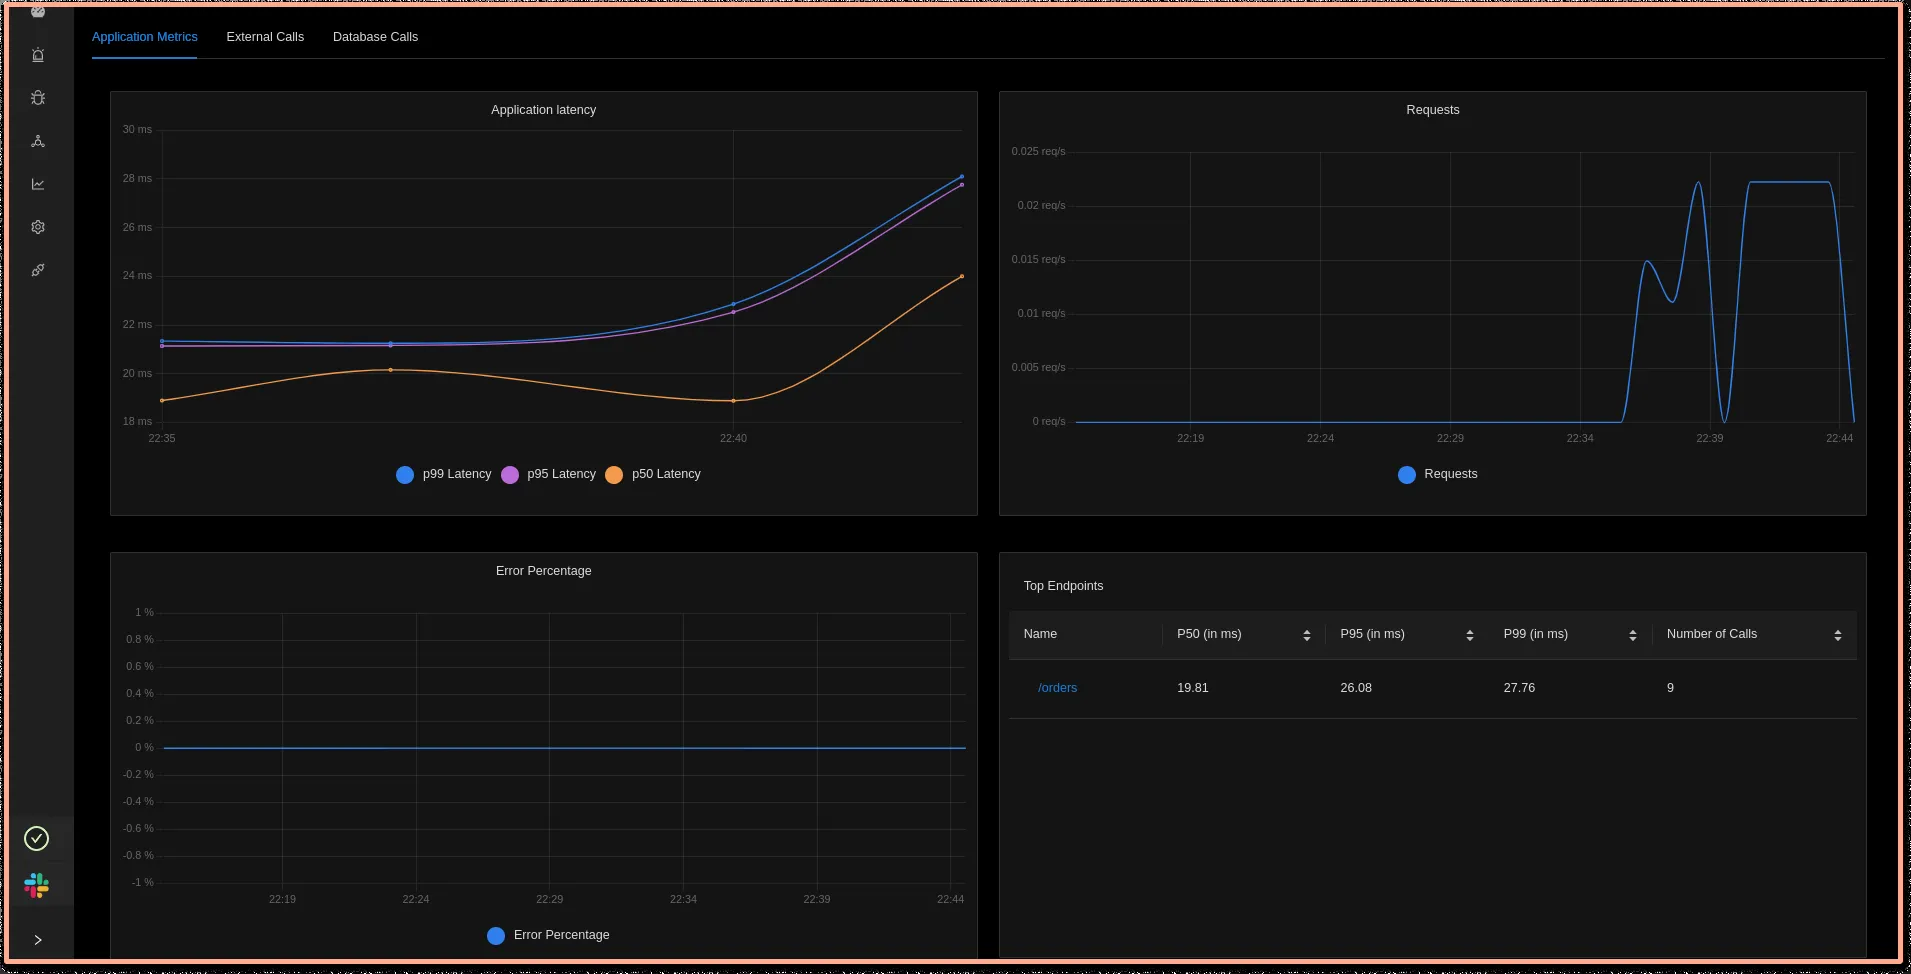 Application Metrics External Calls Database Calls
Application latency
30 ms
28 ms
26 ms
24 ms
22 ms
20 ms
18 ms
22:35 22:40
p99 Latency p95 Latency p50 Latency
Requests
0.025 req/s
0.02 req/s
0.015 req/s
0.01 req/s
0.005 req/s
0 req/s
22:19 22:24 22:29 22:34 22:39 22:44
Requests
Error Percentage
1 %
0.8 %
0.6 %
0.4 %
0.2 %
0 %
-0.2 %
-0.4 %
-0.6 %
-0.8 %
-1 %
22:19 22:24 22:29 22:34 22:39 22:44
Error Percentage
Top Endpoints
Name P50 (in ms) P95 (in ms) P99 (in ms) Number of Calls
/orders 19.81 26.08 27.76 9